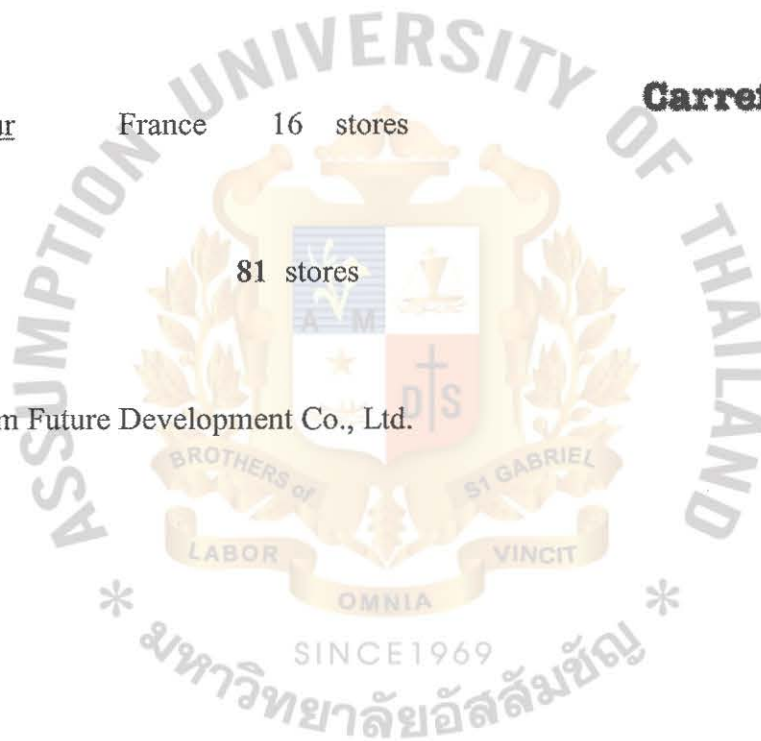 UNIVERSITY OF THAILAND
ASSUMPTION
Carref
ur France 16 stores
81 stores
A M
D S
m Future Development Co., Ltd.
BROTHERS of
ST GABRIEL
LABOR
VINCIT
OMNIA
* SINCE1969 *
มหาวิทยาลัยอัสสัมชัญ